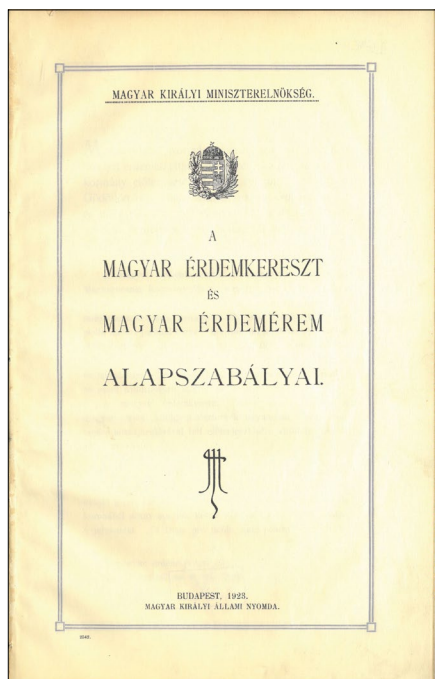 MAGYAR KIRÁLYI MINISZTERELNÖKSÉG.
A
MAGYAR ÉRDEMKERESZT
ÉS
MAGYAR ÉRDEMÉREM
ALAPSZABÁLYAI.
BUDAPEST, 1923.
MAGYAR KIRÁLYI ÁLLAMI NYOMDA.